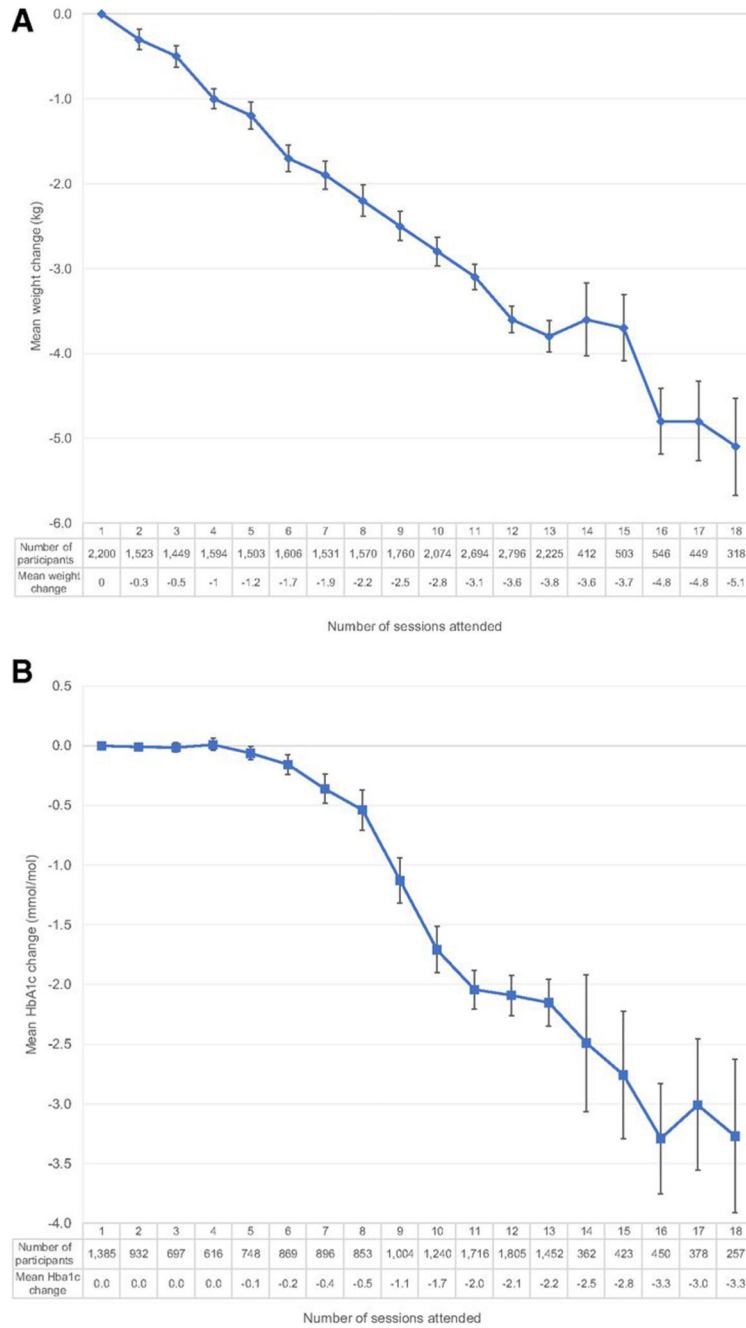 A
0.0
-1.0
-2.0
-3.0
-4.0
-5.0
-6.0
Mean weight change (kg)
1 2 3 4 5 6 7 8 9 10 11 12 13 14 15 16 17 18
Number of participants 2,200 1,523 1,449 1,594 1,503 1,606 1,531 1,570 1,760 2,074 2,694 2,796 2,225 412 503 546 449 318
Mean weight change 0 -0.3 -0.5 -1 -1.2 -1.7 -1.9 -2.2 -2.5 -2.8 -3.1 -3.6 -3.8 -3.6 -3.7 -4.8 -4.8 -5.1
Number of sessions attended
B
0.5
0.0
-0.5
-1.0
-1.5
-2.0
-2.5
-3.0
-3.5
-4.0
Mean HbA1c change (mmol/mol)
1 2 3 4 5 6 7 8 9 10 11 12 13 14 15 16 17 18
Number of participants 1,385 932 697 616 748 869 896 853 1,004 1,240 1,716 1,805 1,452 362 423 450 378 257
Mean Hba1c change 0.0 0.0 0.0 0.0 -0.1 -0.2 -0.4 -0.5 -1.1 -1.7 -2.0 -2.1 -2.2 -2.5 -2.8 -3.3 -3.0 -3.3
Number of sessions attended